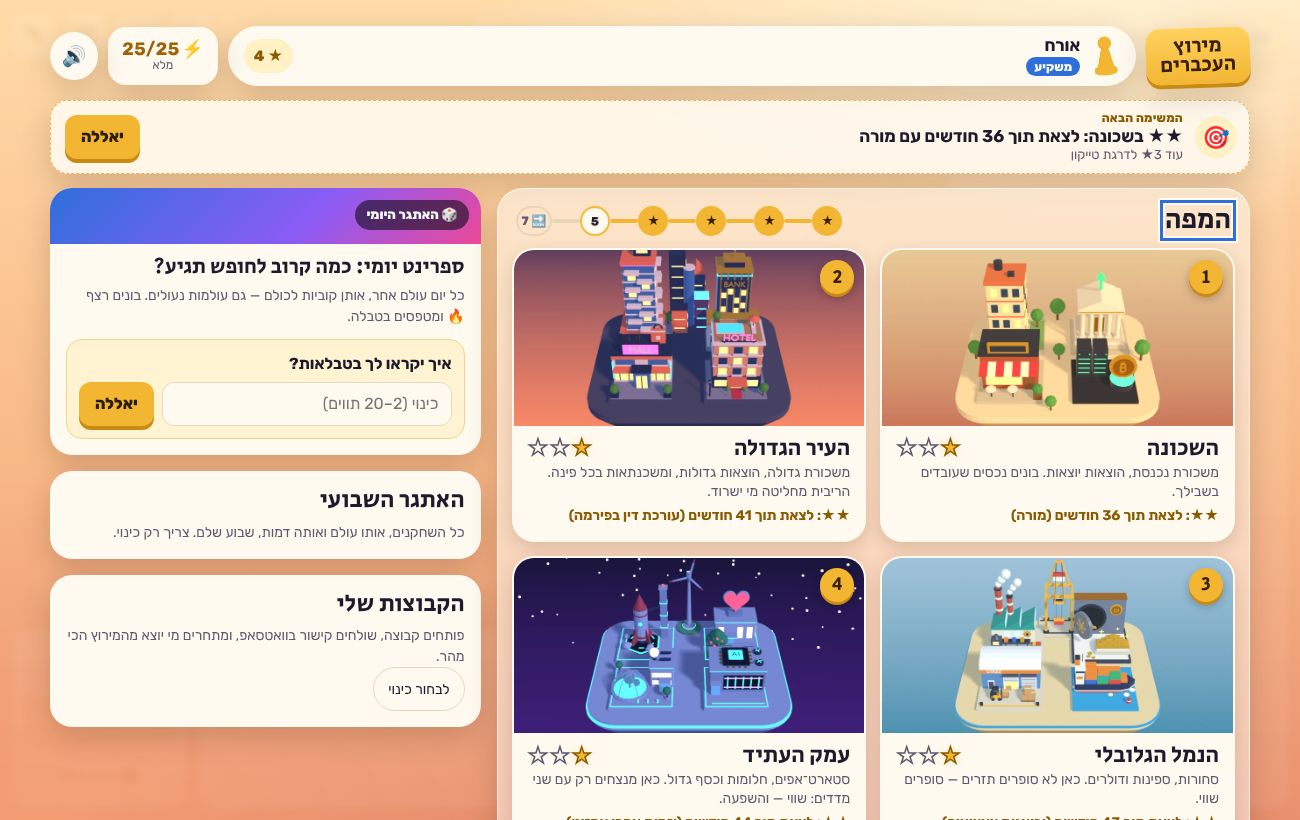 מירוץ
העכברים
אורח
משקיע
★ 4
⚡ 25/25
מלא
המשימה הבאה
★★ בשכונה: לצאת תוך 36 חודשים עם מורה
עוד 3★ לדרגת טייקון
יאללה
המפה
★
★
★
★
5
7
1
BANK
HOTEL
MALL
2
השכונה
משכורת נכנסת, הוצאות יוצאות. בונים נכסים שעובדים
בשבילך.
★★: לצאת תוך 36 חודשים (מורה)
העיר הגדולה
משכורת גדולה, הוצאות גדולות, ומשכנתאות בכל פינה.
הריבית מחליטה מי ישרוד.
★★: לצאת תוך 41 חודשים (עורכת דין בפירמה)
3
AI
4
הנמל הגלובלי
סחורות, ספינות ודולרים. כאן לא סופרים תזרים — סופרים
שווי.
עמק העתיד
סטארט־אפים, חלומות וכסף גדול. כאן מנצחים רק עם שני
מדדים: שווי — והשפעה.
🎲 האתגר היומי
ספרינט יומי: כמה קרוב לחופש תגיע?
כל יום עולם אחר, אותן קוביות לכולם — גם עולמות נעולים. בונים רצף
🔥 ומטפסים בטבלה.
איך יקראו לך בטבלאות?
כינוי (2–20 תווים)
יאללה
האתגר השבועי
כל השחקנים, אותו עולם ואותה דמות, שבוע שלם. צריך רק כינוי.
הקבוצות שלי
פותחים קבוצה, שולחים קישור בוואטסאפ, ומתחרים מי יוצא מהמירוץ הכי
מהר.
לבחור כינוי